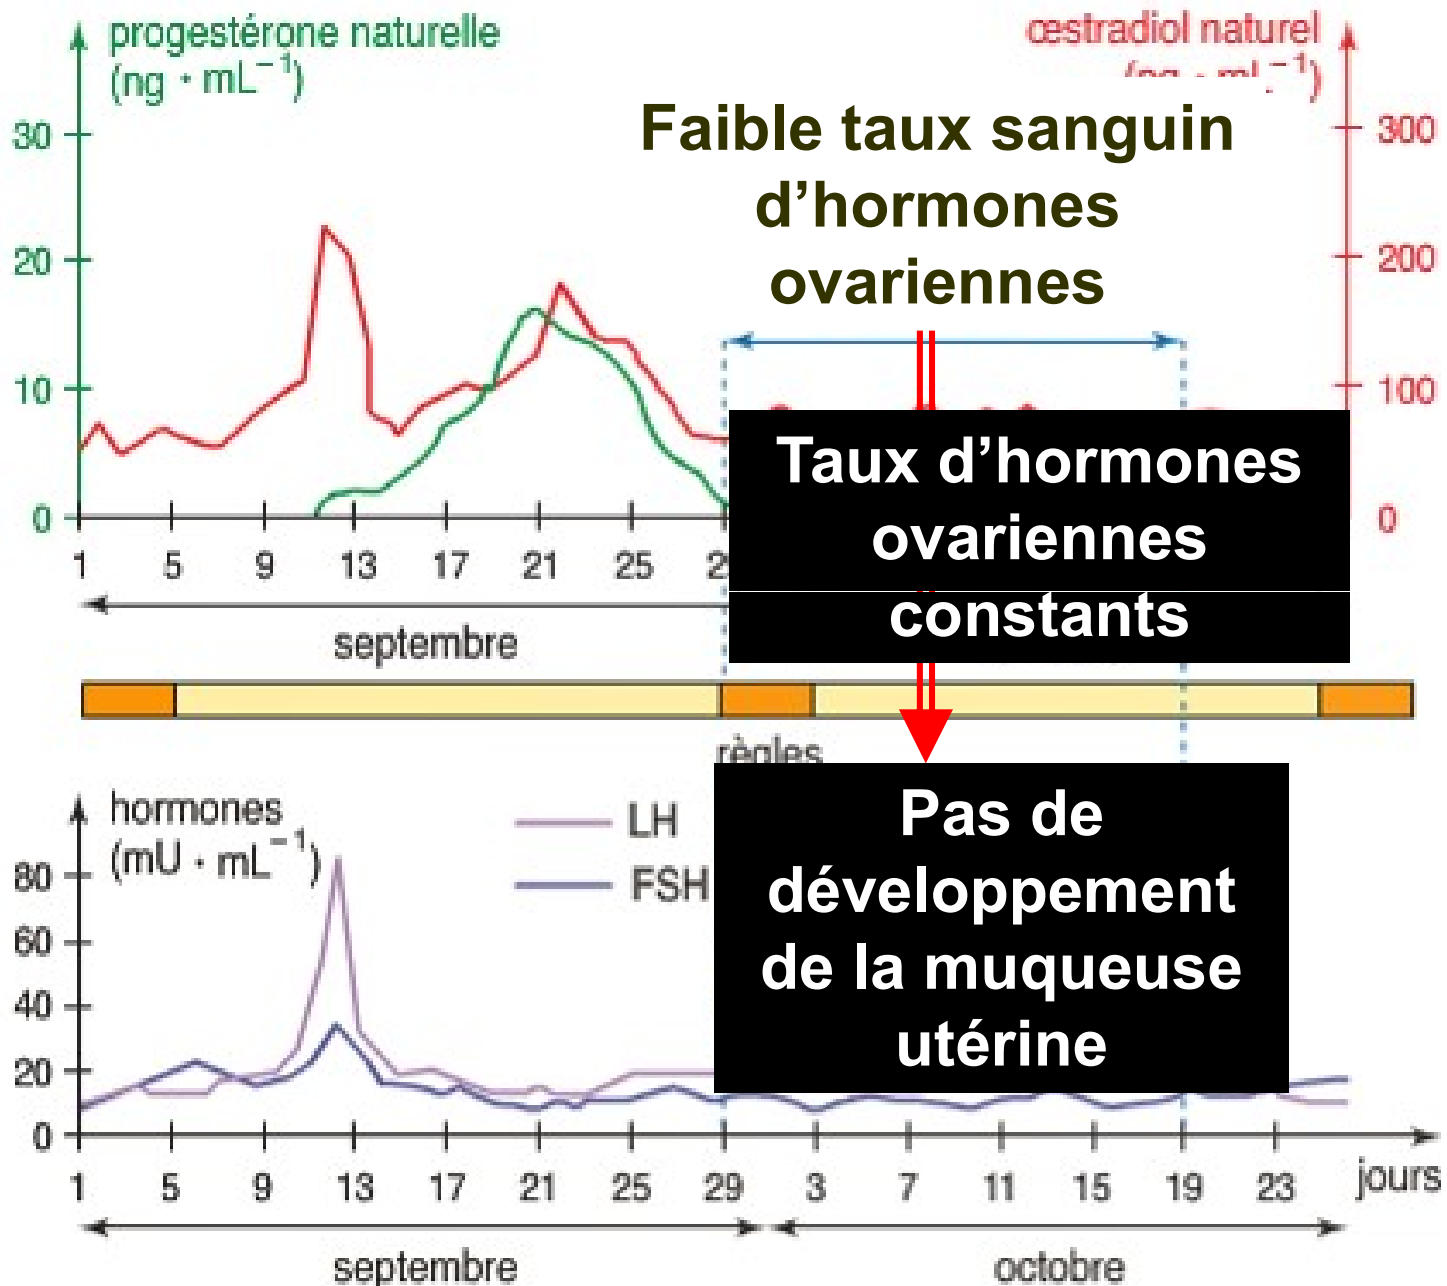 progestérone naturelle
(ng • mL⁻¹)
œstradiol naturel
Faible taux sanguin
d’hormones
ovariennes
30
20
10
0
300
200
100
0
Taux d’hormones
ovariennes
constants
1 5 9 13 17 21 25
septembre
règles
hormones
(mU • mL⁻¹)
LH
FSH
80
60
40
20
0
Pas de
développement
de la muqueuse
utérine
1 5 9 13 17 21 25 29 3 7 11 15 19 23 jours
septembre octobre